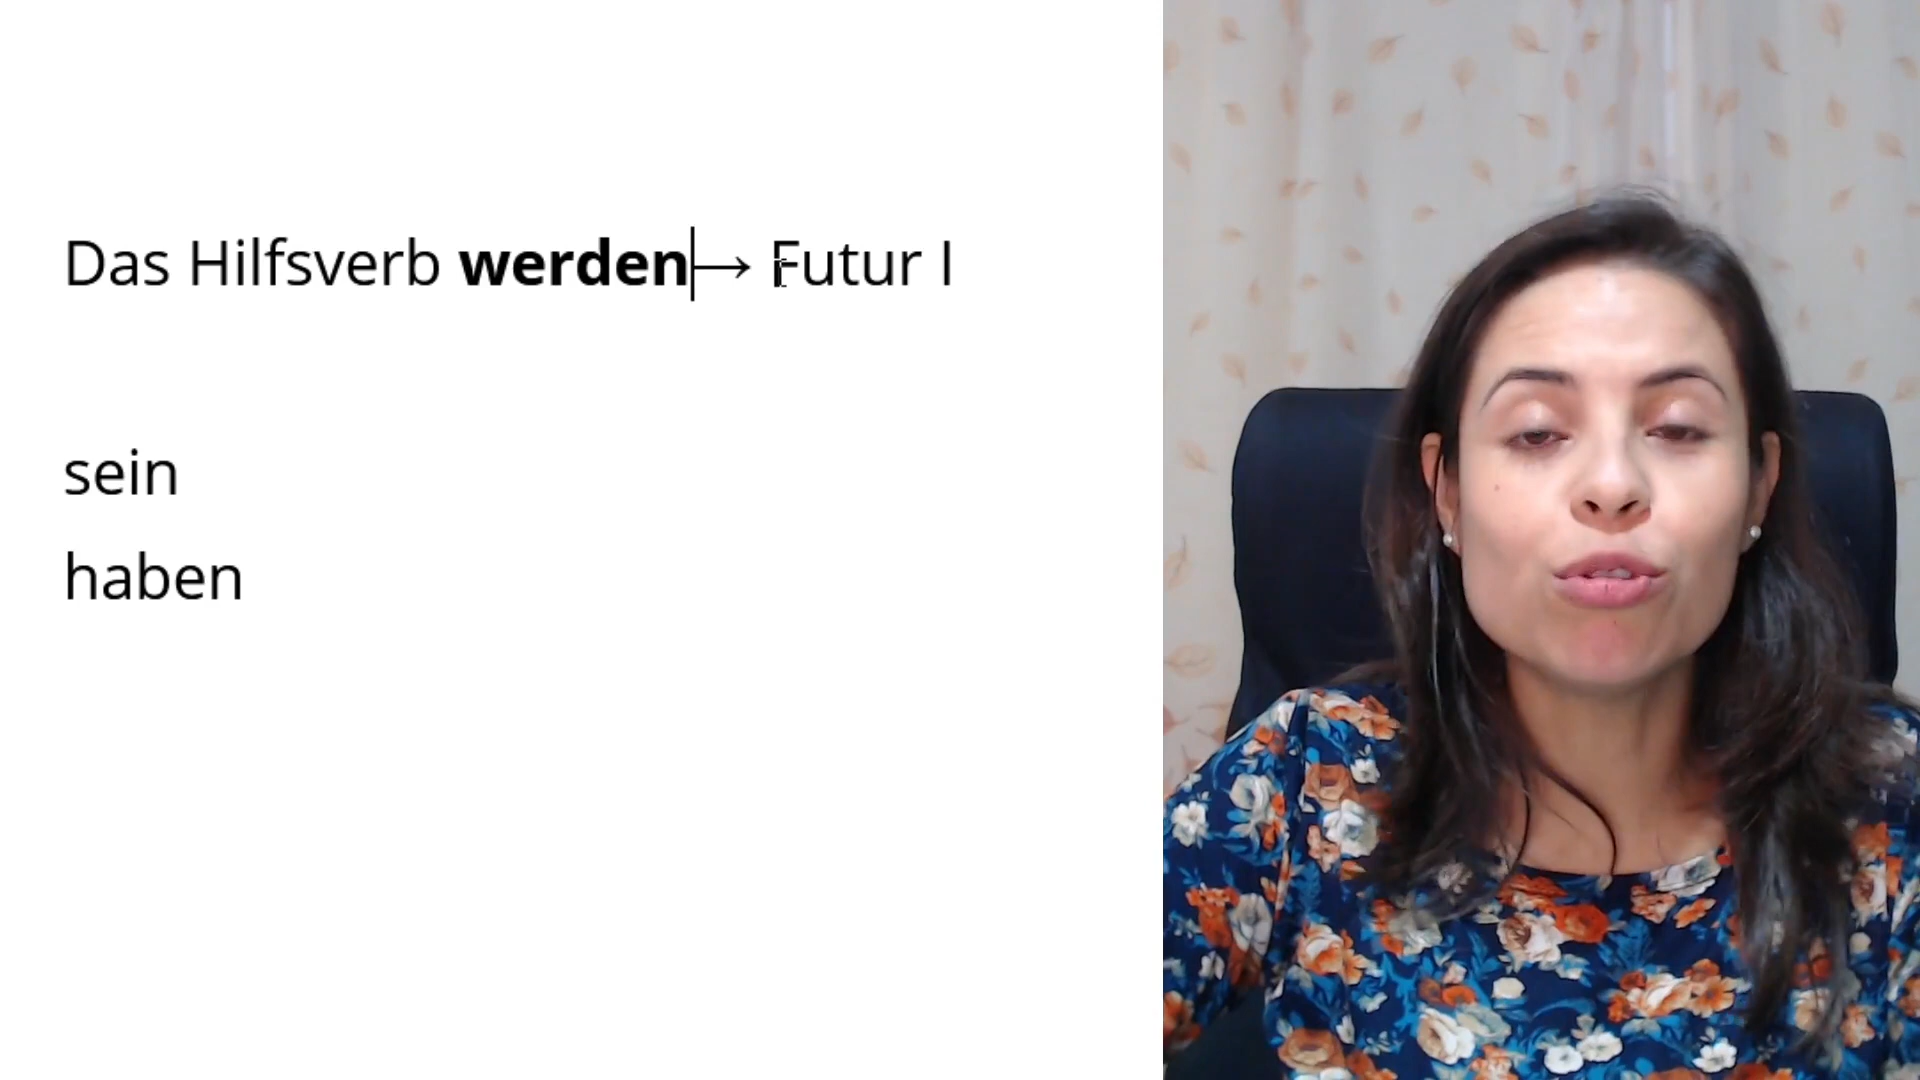 Das Hilfsverb werden→ Futur I
sein
haben